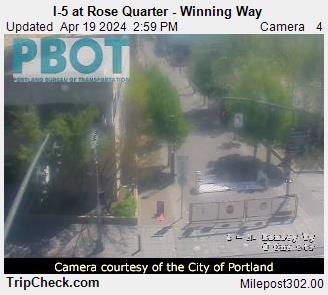 I-5 at Rose Quarter - Winning Way
Updated Apr 19 2024 2:59 PM Camera 4
PBOT
PORTLAND BUREAU OF TRANSPORTATION
Camera courtesy of the City of Portland
TripCheck.com Milepost302.00